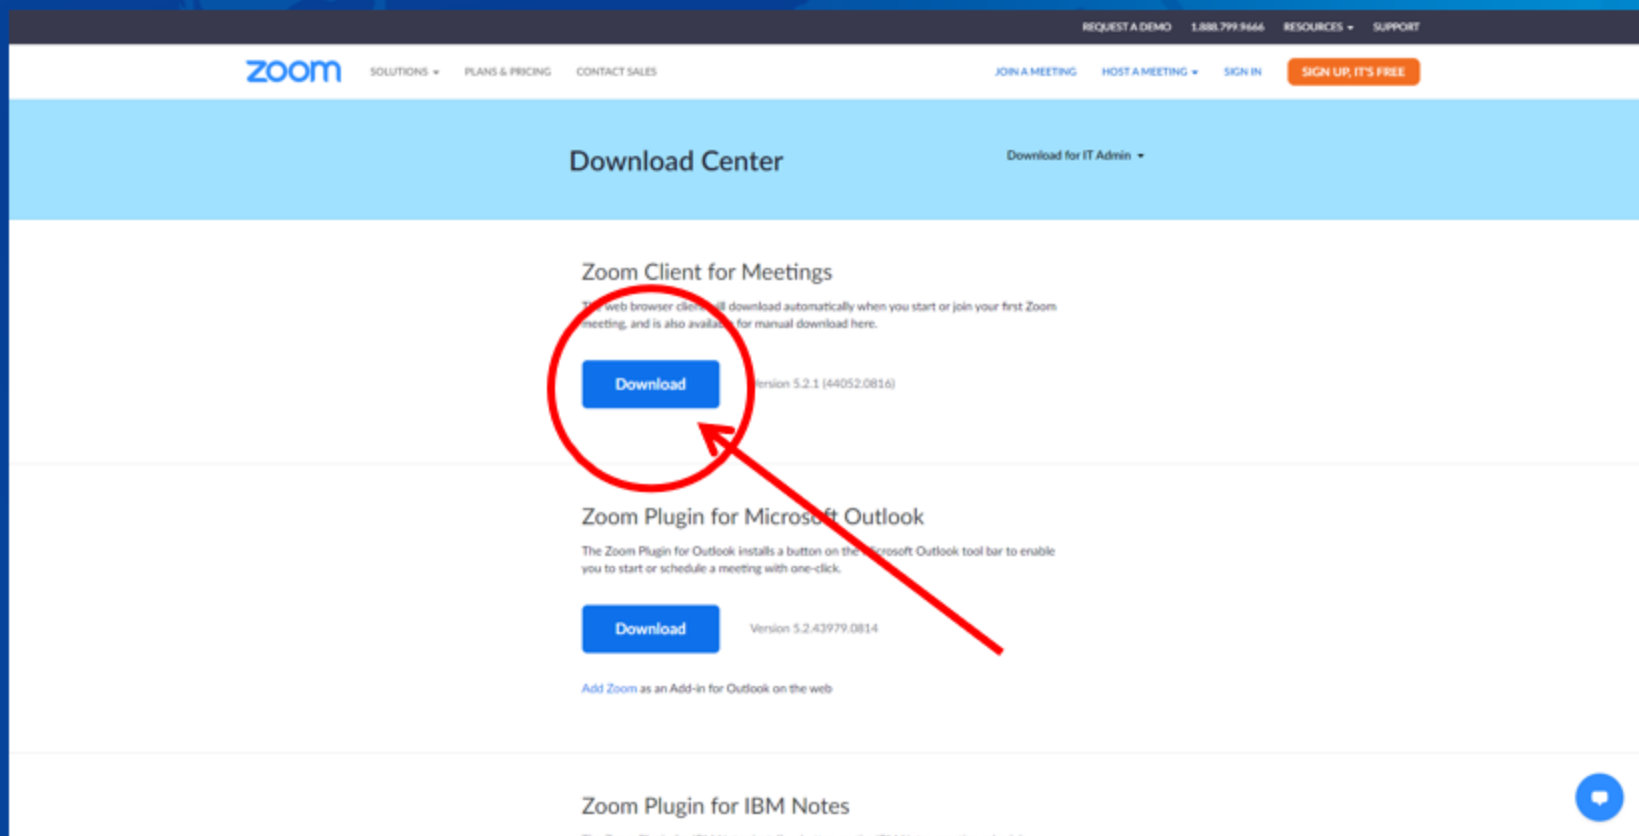 REQUEST A DEMO 1.888.799.9666 RESOURCES SUPPORT
zoom SOLUTIONS PLANS & PRICING CONTACT SALES JOIN A MEETING HOST A MEETING SIGN IN SIGN UP, IT'S FREE
Download Center Download for IT Admin
Zoom Client for Meetings
The web browser client will download automatically when you start or join your first Zoom
meeting, and is also available for manual download here.
Download Version 5.2.1 (44052.0816)
Zoom Plugin for Microsoft Outlook
The Zoom Plugin for Outlook installs a button on the Microsoft Outlook tool bar to enable
you to start or schedule a meeting with one-click.
Download Version 5.2.43979.0814
Add Zoom as an Add-in for Outlook on the web
Zoom Plugin for IBM Notes